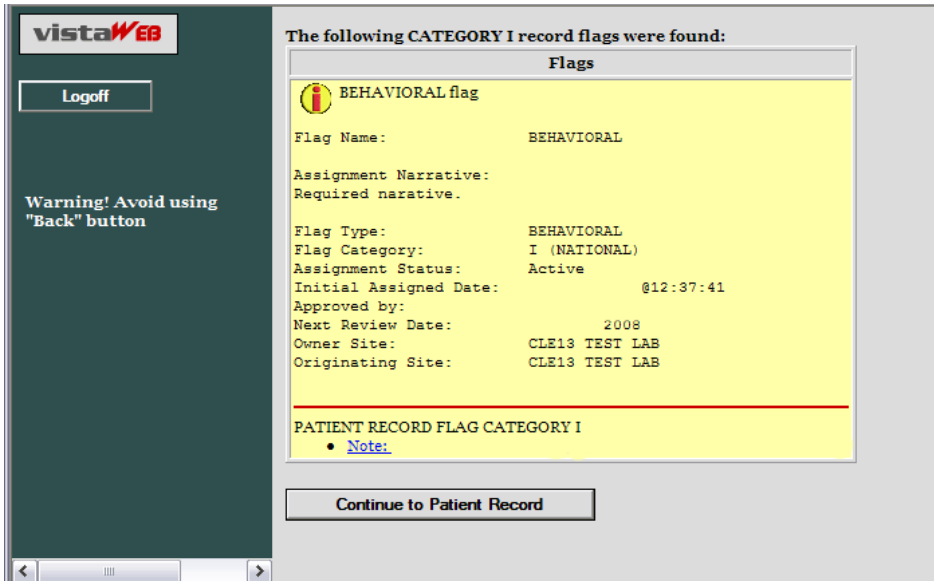 vistaWEB
Logoff
Warning! Avoid using
"Back" button
The following CATEGORY I record flags were found:
Flags
BEHAVIORAL flag
Flag Name: BEHAVIORAL
Assignment Narrative:
Required narative.
Flag Type: BEHAVIORAL
Flag Category: I (NATIONAL)
Assignment Status: Active
Initial Assigned Date: @12:37:41
Approved by:
Next Review Date: 2008
Owner Site: CLE13 TEST LAB
Originating Site: CLE13 TEST LAB
PATIENT RECORD FLAG CATEGORY I
• Note:
Continue to Patient Record